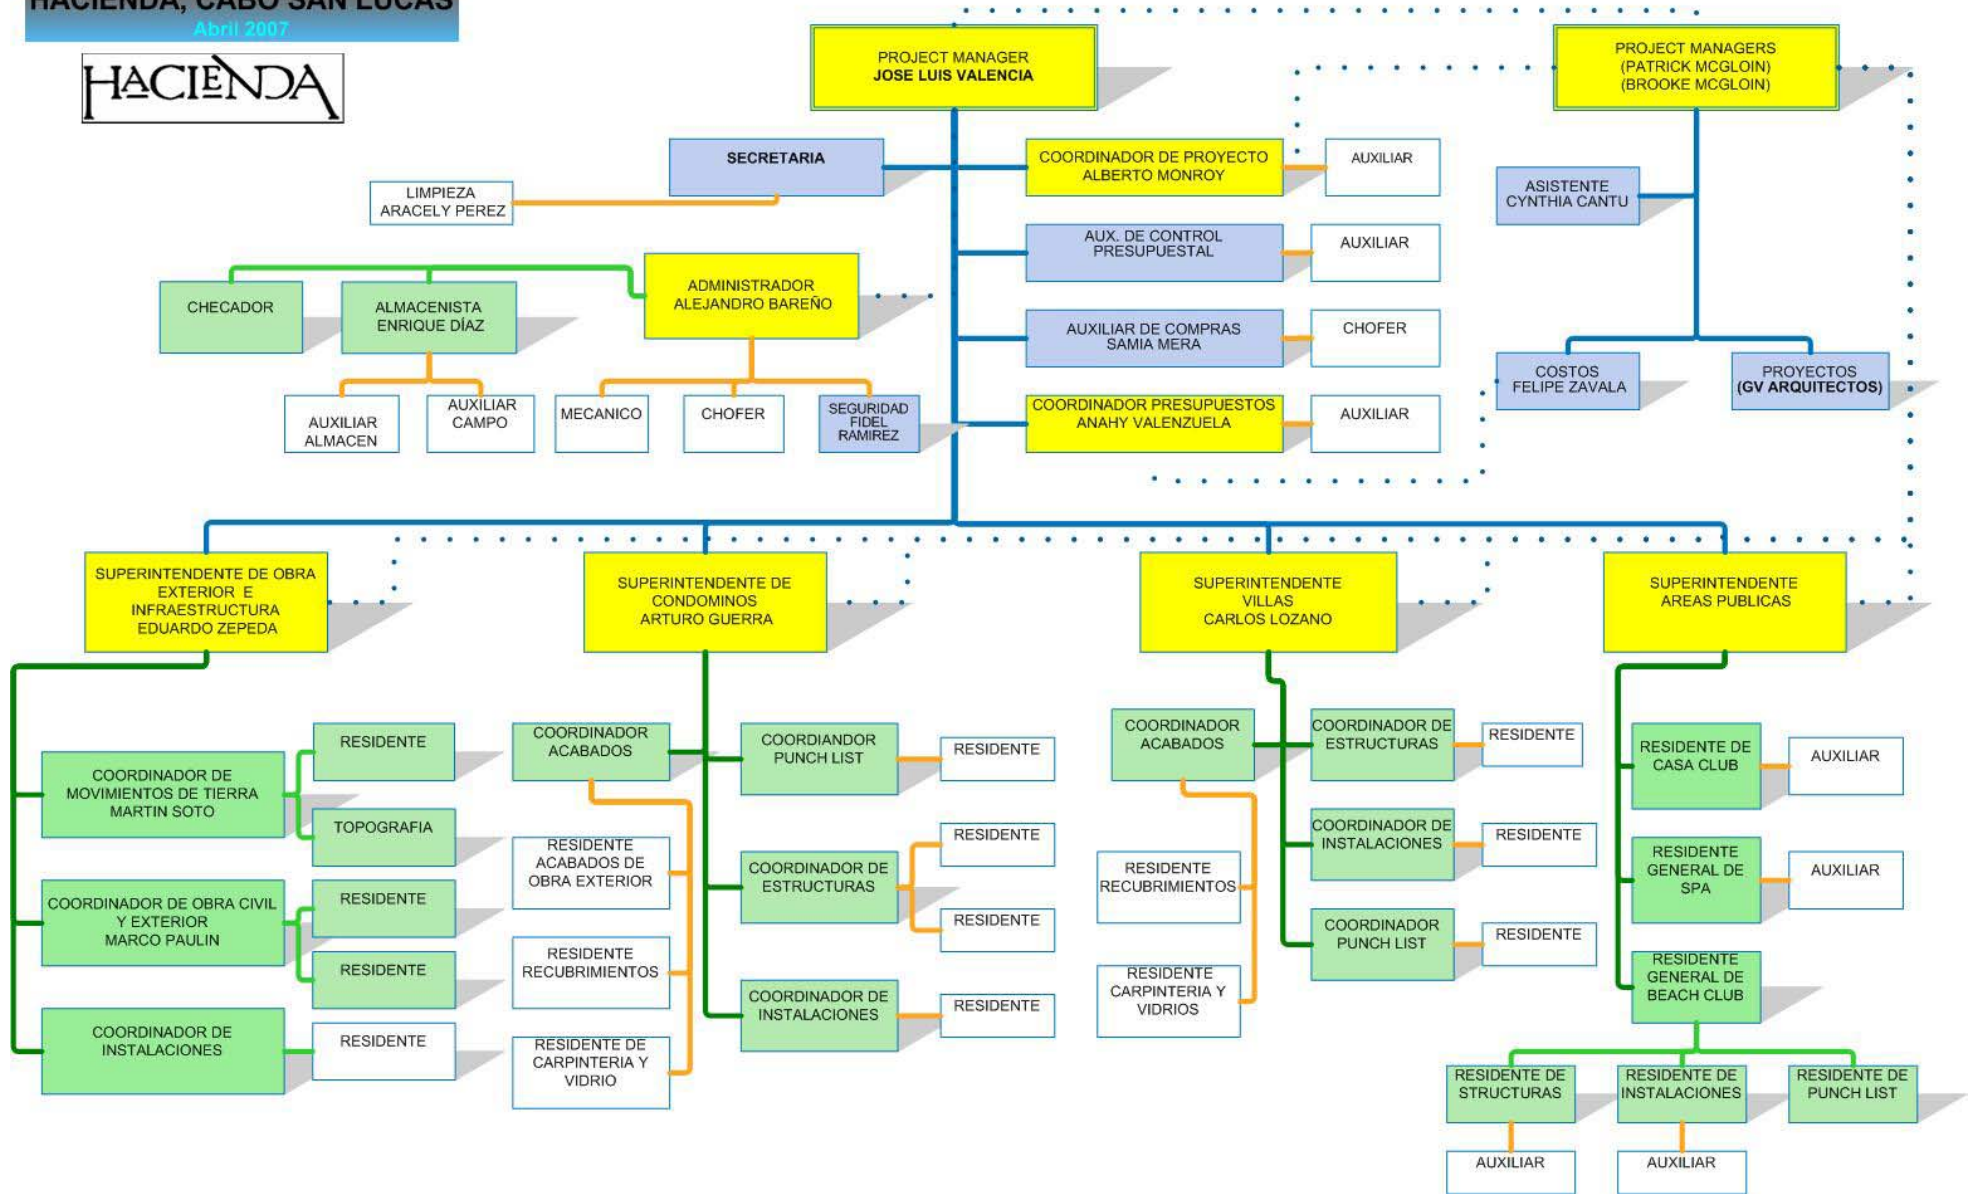 HACIENDA, CABO SAN LUCAS
Abril 2007
HACIENDA
PROJECT MANAGER
JOSE LUIS VALENCIA
PROJECT MANAGERS
(PATRICK MCGLOIN)
(BROOKE MCGLOIN)
SECRETARIA
LIMPIEZA
ARACELY PEREZ
COORDINADOR DE PROYECTO
ALBERTO MONROY
AUXILIAR
ASISTENTE
CYNTHIA CANTU
AUX. DE CONTROL
PRESUPUESTAL
AUXILIAR
CHECADOR
ALMACENISTA
ENRIQUE DÍAZ
ADMINISTRADOR
ALEJANDRO BAREÑO
AUXILIAR DE COMPRAS
SAMIA MERA
CHOFER
COSTOS
FELIPE ZAVALA
PROYECTOS
(GV ARQUITECTOS)
AUXILIAR
ALMACEN
AUXILIAR
CAMPO
MECANICO
CHOFER
SEGURIDAD
FIDEL
RAMIREZ
COORDINADOR PRESUPUESTOS
ANAHY VALENZUELA
AUXILIAR
SUPERINTENDENTE DE OBRA
EXTERIOR E
INFRAESTRUCTURA
EDUARDO ZEPEDA
SUPERINTENDENTE DE
CONDOMINOS
ARTURO GUERRA
SUPERINTENDENTE
VILLAS
CARLOS LOZANO
SUPERINTENDENTE
AREAS PUBLICAS
COORDINADOR DE
MOVIMIENTOS DE TIERRA
MARTIN SOTO
RESIDENTE
TOPOGRAFIA
COORDINADOR DE OBRA CIVIL
Y EXTERIOR
MARCO PAULIN
RESIDENTE
RESIDENTE
COORDINADOR DE
INSTALACIONES
RESIDENTE
COORDINADOR
ACABADOS
RESIDENTE
ACABADOS DE
OBRA EXTERIOR
RESIDENTE
RECUBRIMIENTOS
RESIDENTE DE
CARPINTERIA Y
VIDRIO
COORDIANDOR
PUNCH LIST
RESIDENTE
COORDINADOR DE
ESTRUCTURAS
RESIDENTE
RESIDENTE
COORDINADOR DE
INSTALACIONES
RESIDENTE
COORDINADOR
ACABADOS
RESIDENTE
RECUBRIMIENTOS
RESIDENTE
CARPINTERIA Y
VIDRIOS
COORDINADOR DE
ESTRUCTURAS
RESIDENTE
COORDINADOR DE
INSTALACIONES
RESIDENTE
COORDINADOR
PUNCH LIST
RESIDENTE
RESIDENTE DE
CASA CLUB
AUXILIAR
RESIDENTE
GENERAL DE
SPA
AUXILIAR
RESIDENTE
GENERAL DE
BEACH CLUB
RESIDENTE DE
STRUCTURAS
RESIDENTE DE
INSTALACIONES
RESIDENTE DE
PUNCH LIST
AUXILIAR
AUXILIAR